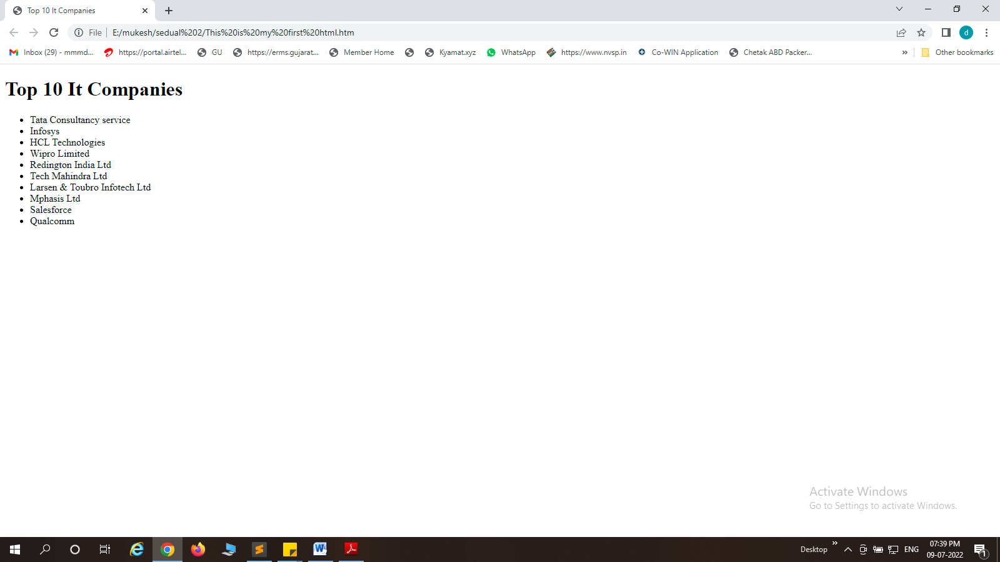 Top 10 It Companies
File
E:/mukesh/sedual%202/This%20is%20my%20first%20html.htm
d
Inbox (29) - mmmd... https://portal.airtel... GU https://erms.gujarat... Member Home Kyamat.xyz WhatsApp https://www.nvsp.in Co-WIN Application Chetak ABD Packer... » Other bookmarks
Top 10 It Companies
• Tata Consultancy service
• Infosys
• HCL Technologies
• Wipro Limited
• Redington India Ltd
• Tech Mahindra Ltd
• Larsen & Toubro Infotech Ltd
• Mphasis Ltd
• Salesforce
• Qualcomm
Activate Windows
Go to Settings to activate Windows.
Desktop » ENG
07:39 PM
09-07-2022
1